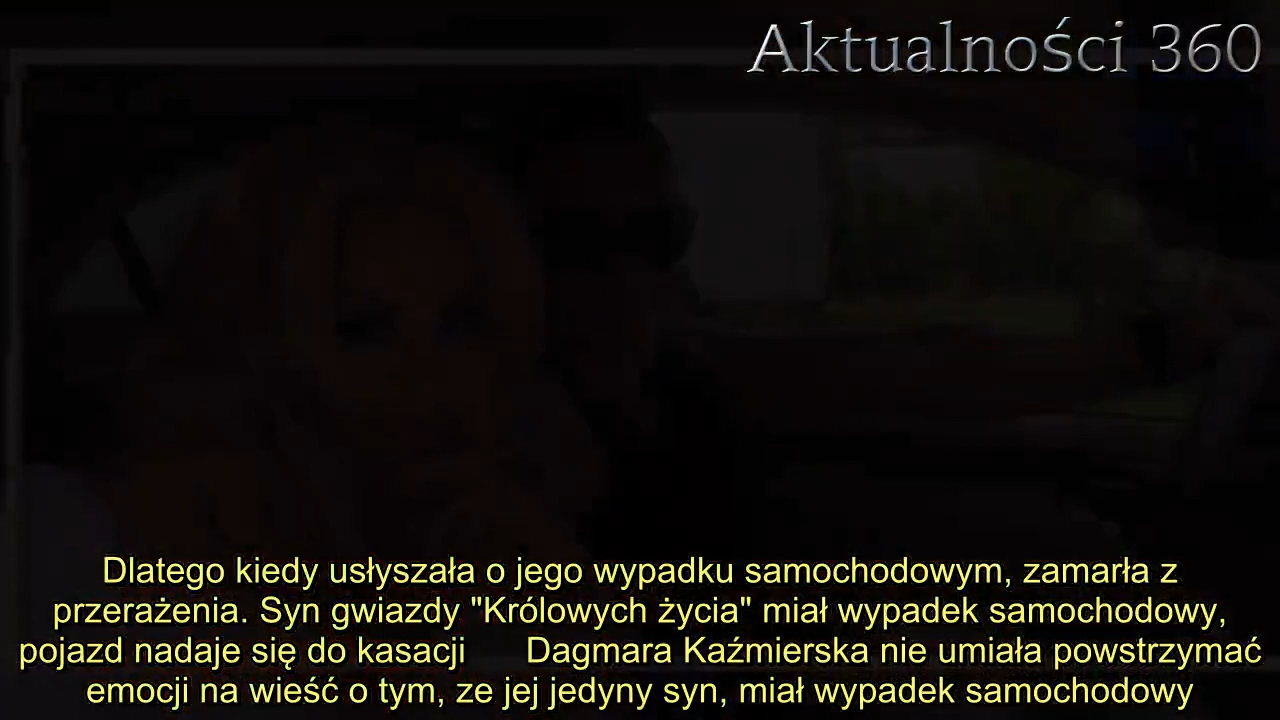 Aktualności 360
Dlatego kiedy usłyszała o jego wypadku samochodowym, zamarła z
przerażenia. Syn gwiazdy "Królowych życia" miał wypadek samochodowy,
pojazd nadaje się do kasacji Dagmara Kaźmierska nie umiała powstrzymać
emocji na wieść o tym, ze jej jedyny syn, miał wypadek samochodowy